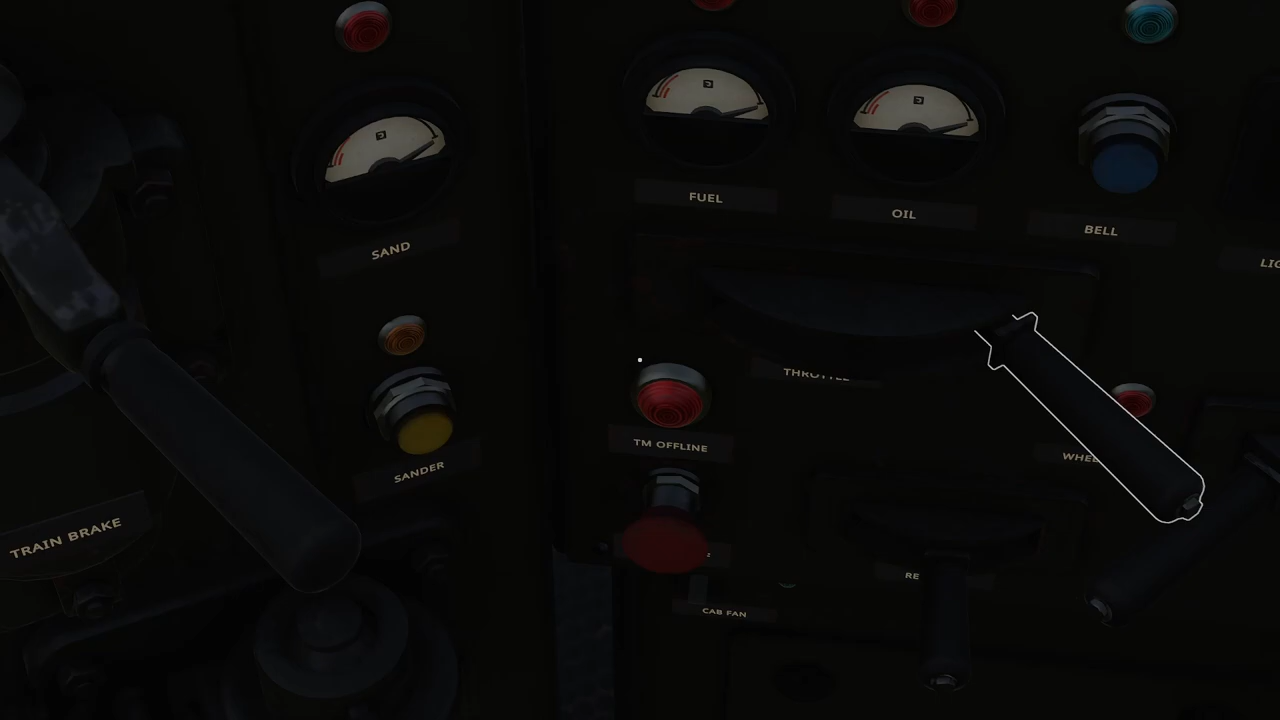 FUEL
OIL
BELL
SAND
THROTTLE
TM OFFLINE
SANDER
TRAIN BRAKE
CAB FAN